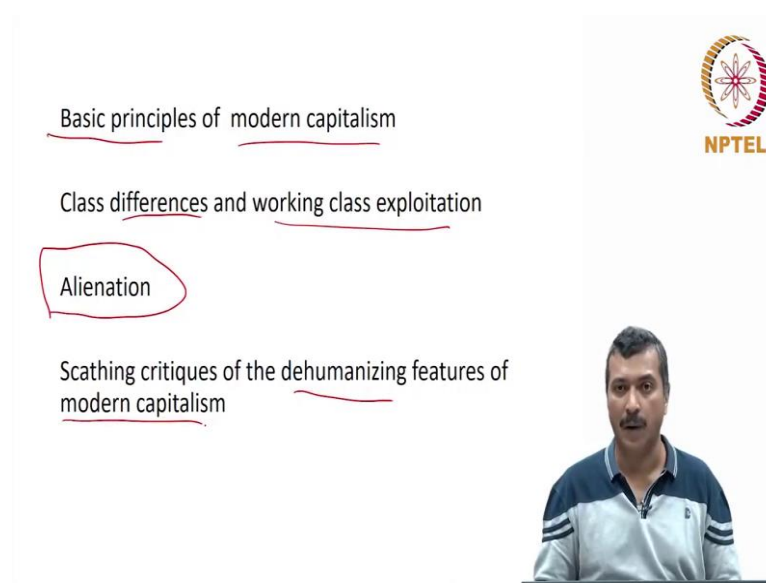 Basic principles of modern capitalism
NPTEL
Class differences and working class exploitation
Alienation
Scathing critiques of the dehumanizing features of
modern capitalism